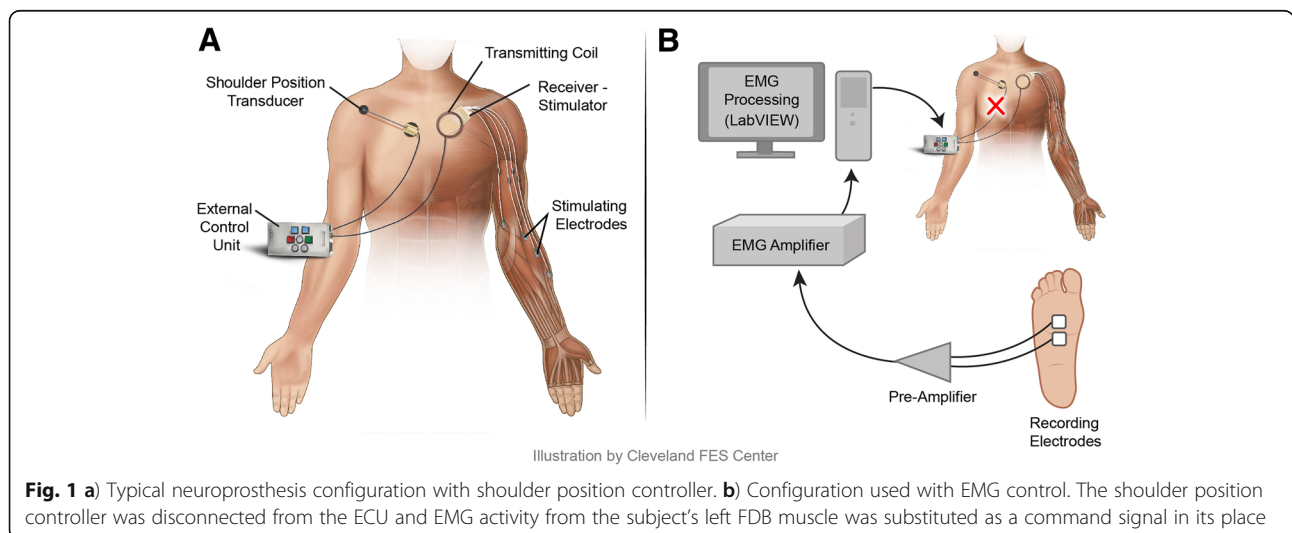 A
Transmitting Coil
Shoulder Position
Transducer
Receiver -
Stimulator
External
Control
Unit
Stimulating
Electrodes
B
EMG
Processing
(LabVIEW)
EMG Amplifier
Pre-Amplifier
Recording
Electrodes
Illustration by Cleveland FES Center
Fig. 1 a) Typical neuroprosthesis configuration with shoulder position controller. b) Configuration used with EMG control. The shoulder position
controller was disconnected from the ECU and EMG activity from the subject's left FDB muscle was substituted as a command signal in its place